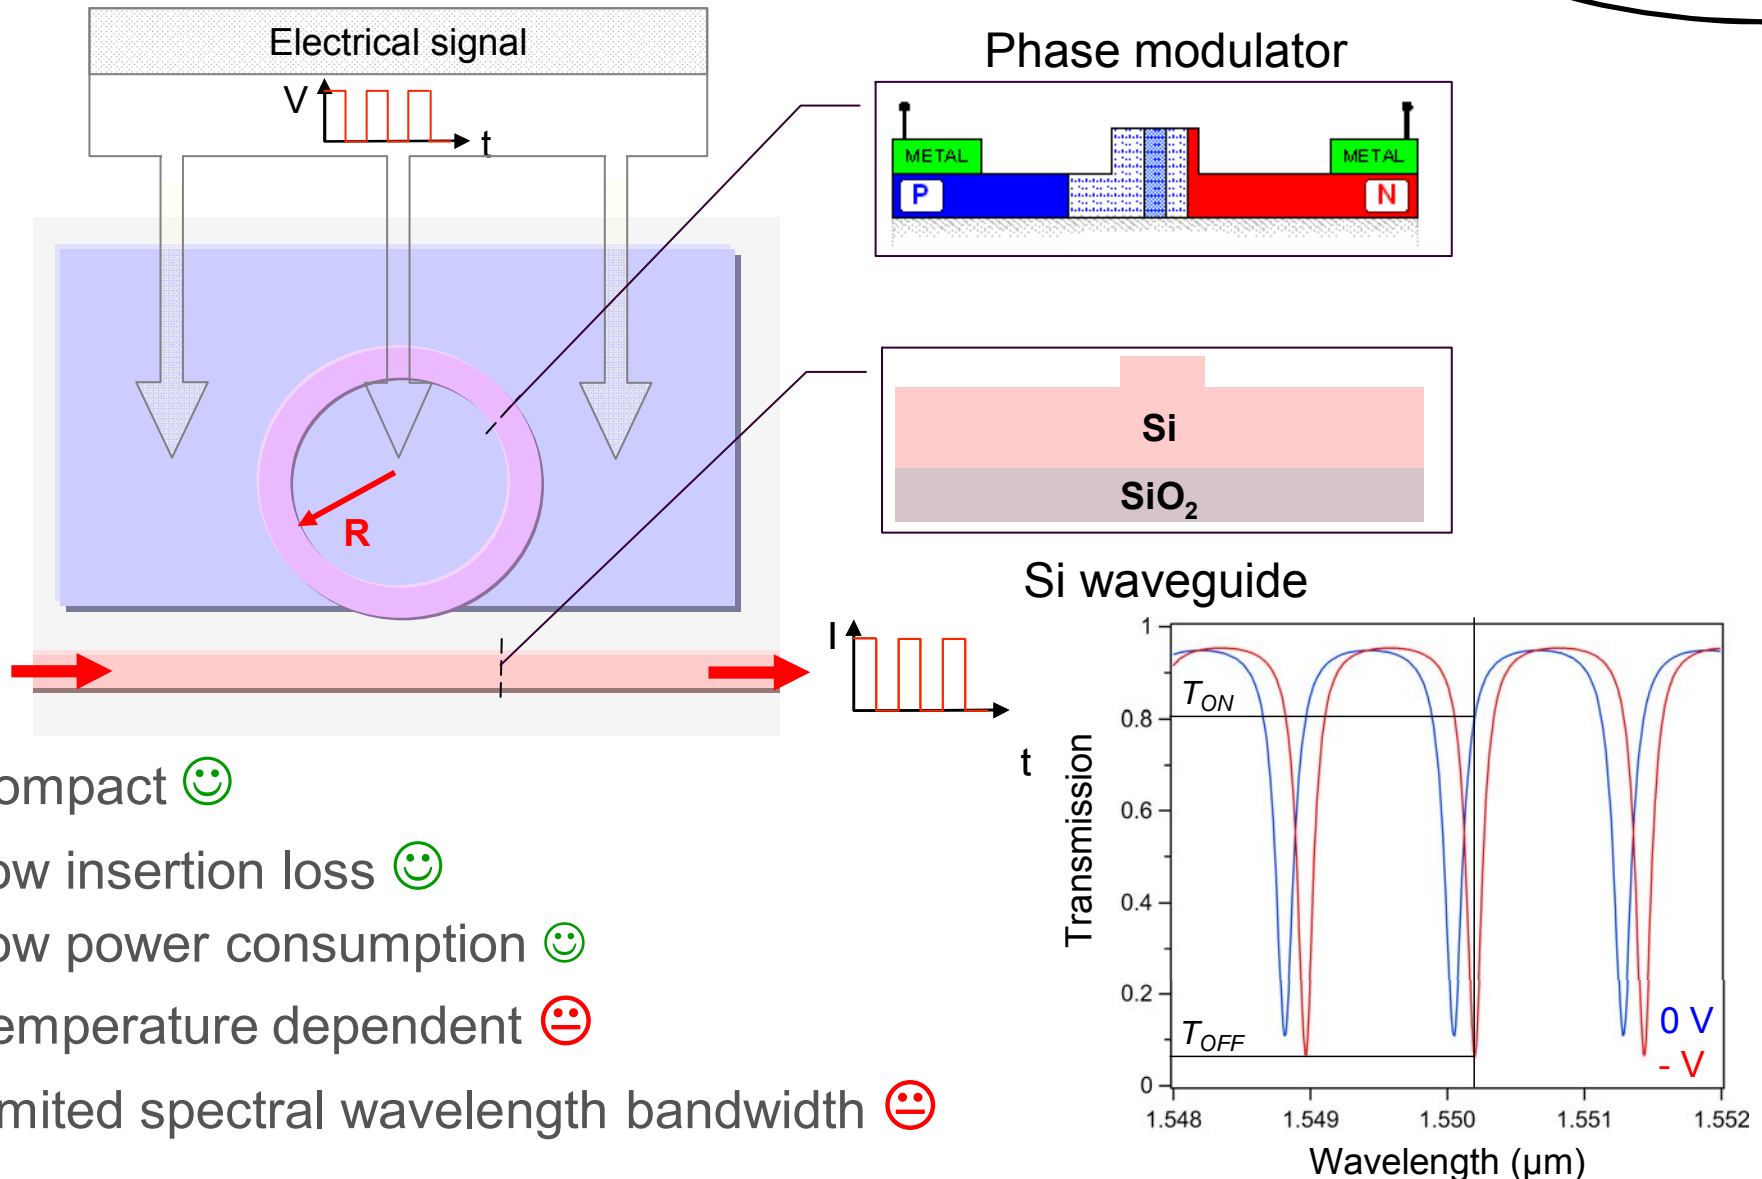 Electrical signal
V
t
Phase modulator
METAL
METAL
P
N
Si
SiO2
R
Si waveguide
I
t
ompact
ow insertion loss
ow power consumption
emperature dependent
mited spectral wavelength bandwidth
Transmission
1
0.8
0.6
0.4
0.2
0
TON
TOFF
0 V
- V
1.548
1.549
1.550
1.551
1.552
Wavelength (µm)